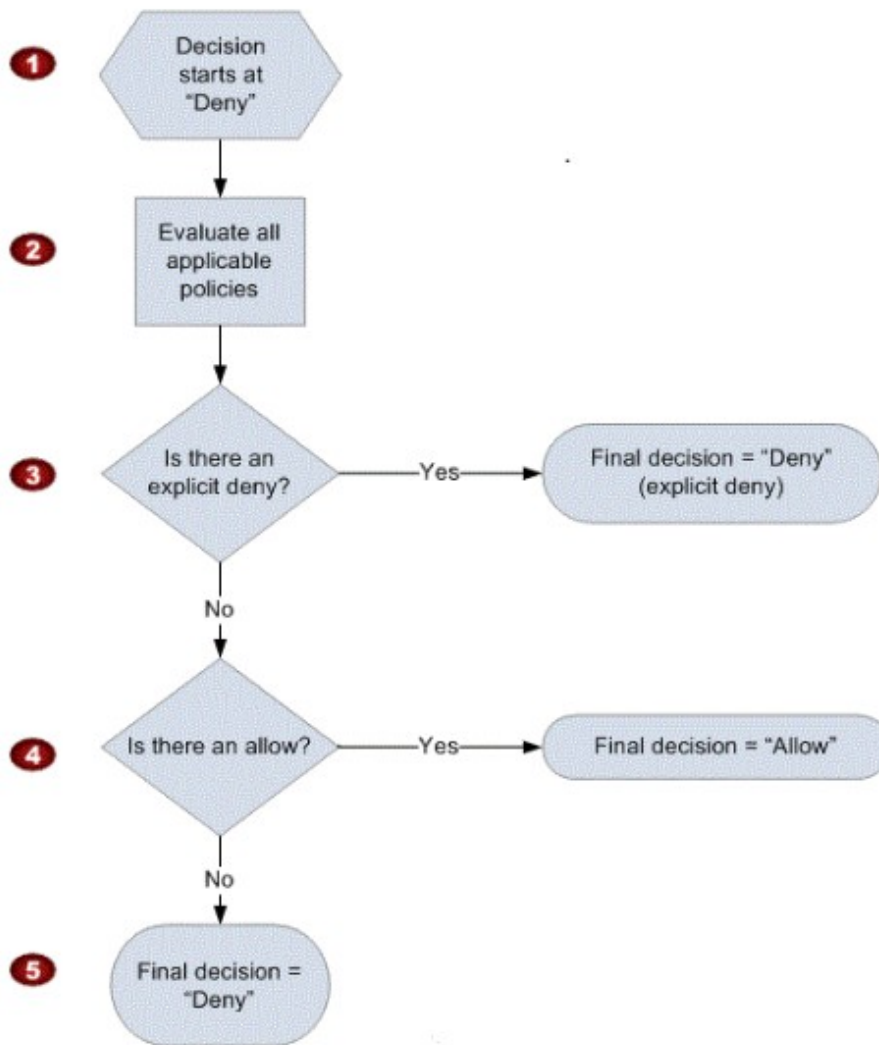 1
Decision
starts at
“Deny”
2
Evaluate all
applicable
policies
3
Is there an
explicit deny?
Yes
Final decision = “Deny”
(explicit deny)
No
4
Is there an allow?
Yes
Final decision = “Allow”
No
5
Final decision =
“Deny”